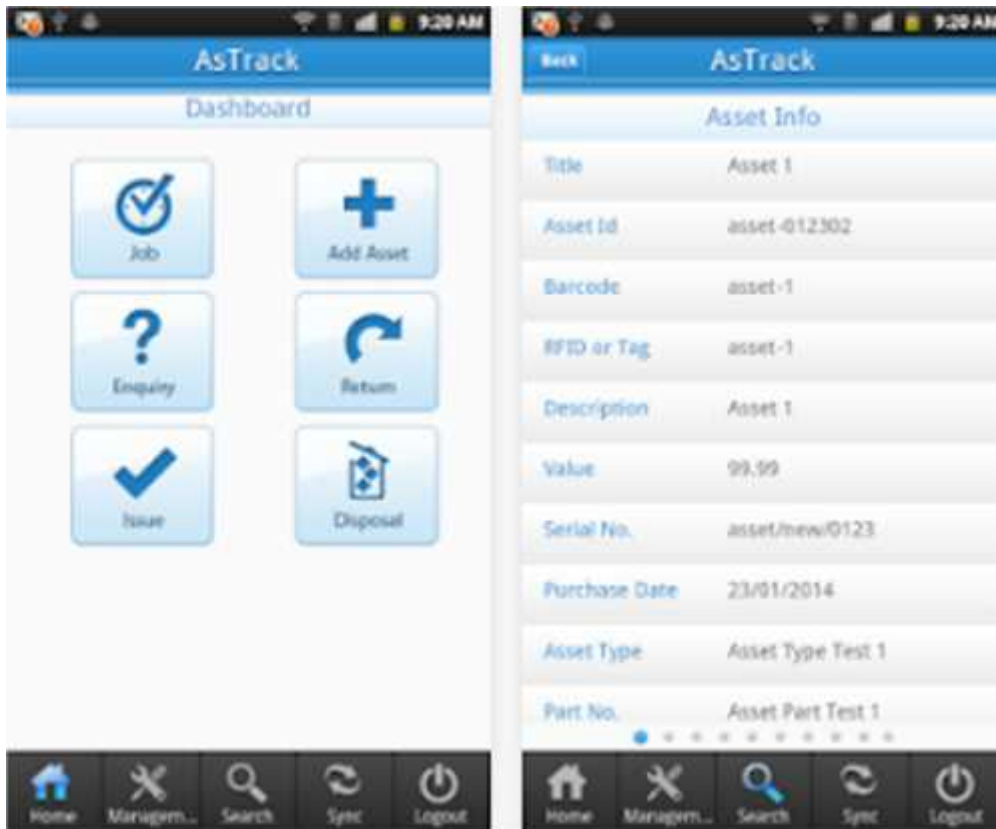 9:20 AM
AsTrack
Dashboard
Job
Add Asset
Enquiry
Return
Issue
Disposal
Home
Managem...
Search
Sync
Logout
9:20 AM
Back
AsTrack
Asset Info
Title Asset 1
Asset Id asset-012302
Barcode asset-1
RFID or Tag asset-1
Description Asset 1
Value 99.99
Serial No. asset/new/0123
Purchase Date 23/01/2014
Asset Type Asset Type Test 1
Part No. Asset Part Test 1
Home
Managem...
Search
Sync
Logout